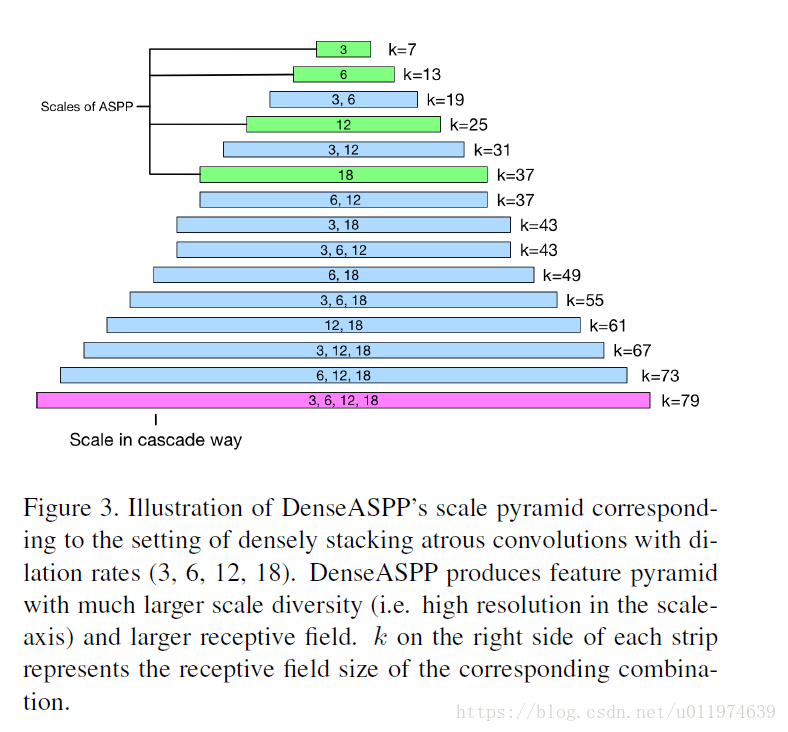 3 k=7
6 k=13
Scales of ASPP
3, 6 k=19
12 k=25
3, 12 k=31
18 k=37
6, 12 k=37
3, 18 k=43
3, 6, 12 k=43
6, 18 k=49
3, 6, 18 k=55
12, 18 k=61
3, 12, 18 k=67
6, 12, 18 k=73
3, 6, 12, 18 k=79
Scale in cascade way
Figure 3. Illustration of DenseASPP's scale pyramid correspond-
ing to the setting of densely stacking atrous convolutions with di-
lation rates (3, 6, 12, 18). DenseASPP produces feature pyramid
with much larger scale diversity (i.e. high resolution in the scale-
axis) and larger receptive field. k on the right side of each strip
represents the receptive field size of the corresponding combina-
tion.
https://blog.csdn.net/u011974639